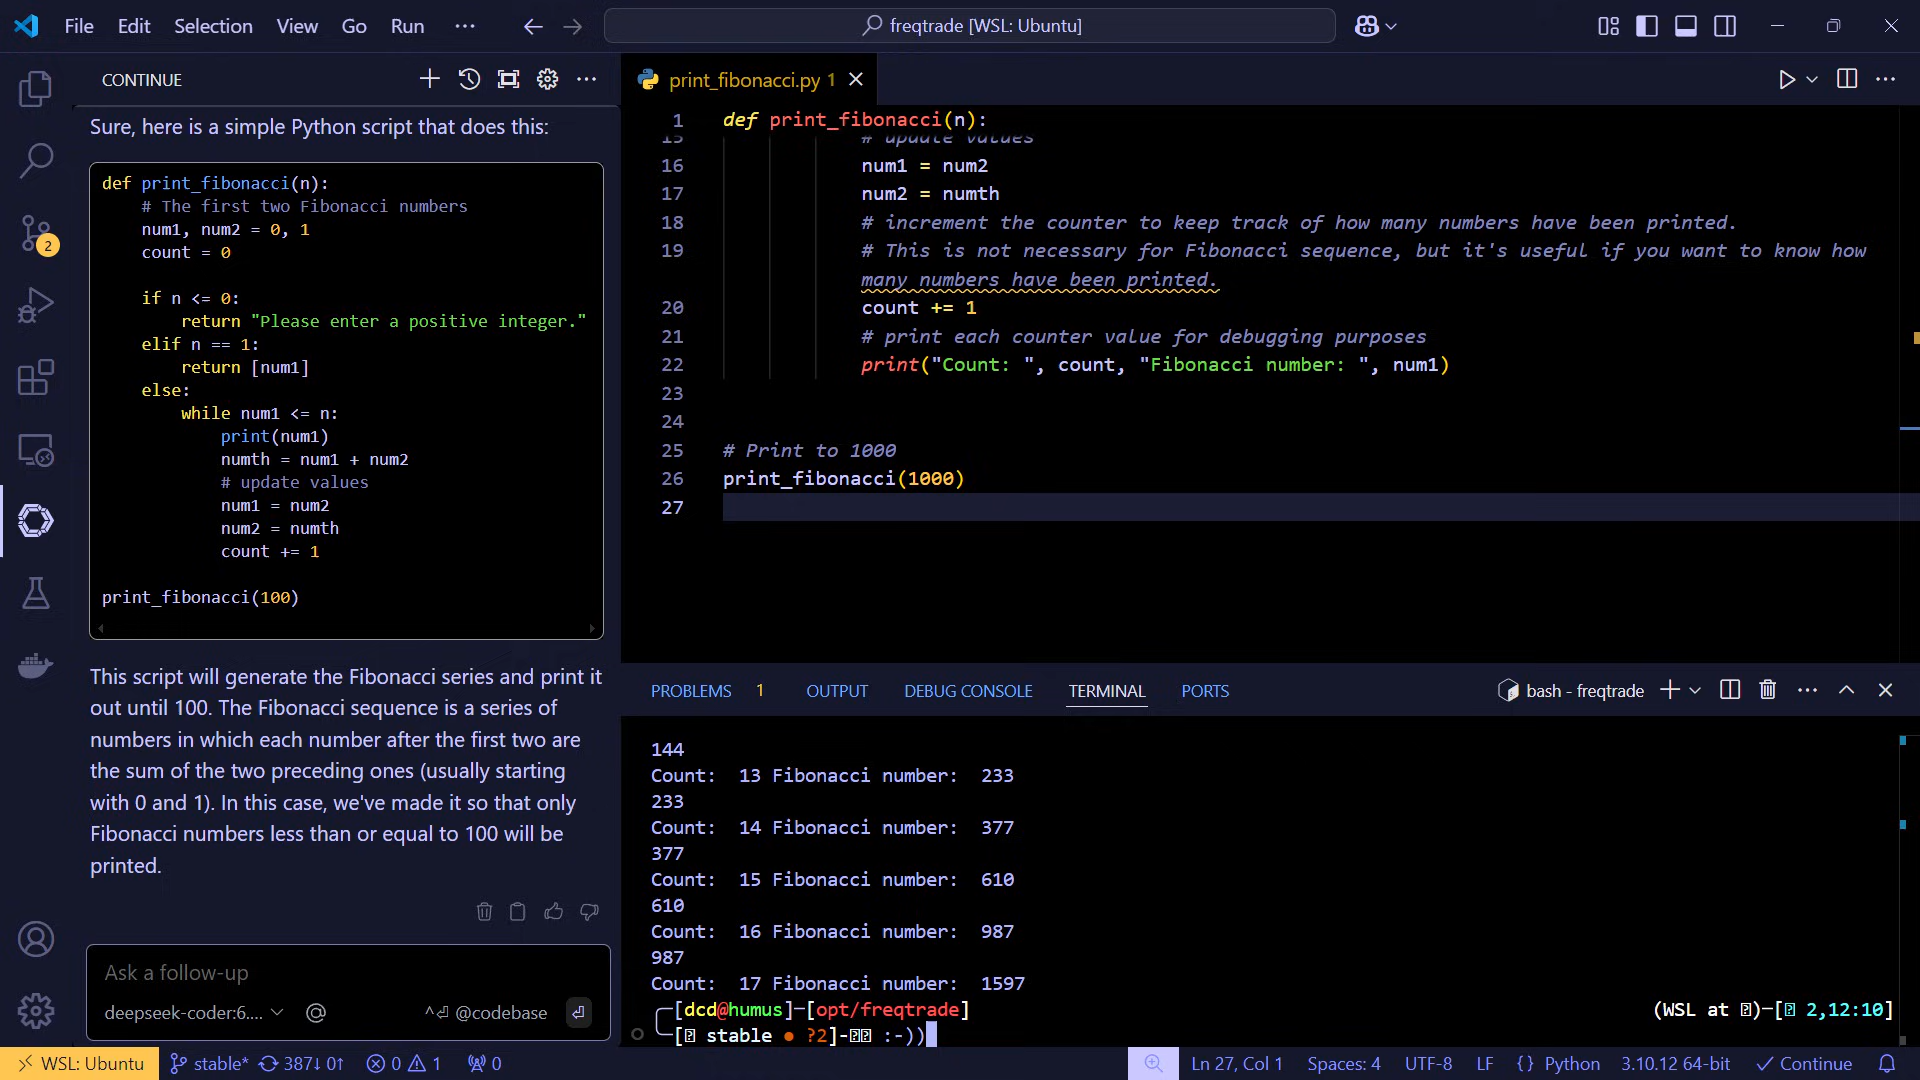 File Edit Selection View Go Run ···
freqtrade [WSL: Ubuntu]
CONTINUE
Sure, here is a simple Python script that does this:
def print_fibonacci(n):
    # The first two Fibonacci numbers
    num1, num2 = 0, 1
    count = 0
    if n <= 0:
        return "Please enter a positive integer."
    elif n == 1:
        return [num1]
    else:
        while num1 <= n:
            print(num1)
            numth = num1 + num2
            # update values
            num1 = num2
            num2 = numth
            count += 1
print_fibonacci(100)
This script will generate the Fibonacci series and print it
out until 100. The Fibonacci sequence is a series of
numbers in which each number after the first two are
the sum of the two preceding ones (usually starting
with 0 and 1). In this case, we've made it so that only
Fibonacci numbers less than or equal to 100 will be
printed.
Ask a follow-up
deepseek-coder:6.... @ ^⏎ @codebase
2
print_fibonacci.py 1
1 def print_fibonacci(n):
15 # update values
16 num1 = num2
17 num2 = numth
18 # increment the counter to keep track of how many numbers have been printed.
19 # This is not necessary for Fibonacci sequence, but it's useful if you want to know how
many numbers have been printed.
20 count += 1
21 # print each counter value for debugging purposes
22 print("Count: ", count, "Fibonacci number: ", num1)
23
24
25 # Print to 1000
26 print_fibonacci(1000)
27
PROBLEMS 1 OUTPUT DEBUG CONSOLE TERMINAL PORTS
bash - freqtrade
144
Count:  13 Fibonacci number:  233
233
Count:  14 Fibonacci number:  377
377
Count:  15 Fibonacci number:  610
610
Count:  16 Fibonacci number:  987
987
Count:  17 Fibonacci number:  1597
╭─[dcd@humus]─[opt/freqtrade]
(WSL at )─[ 2,12:10]
╰─[ stable ● ?2]- :-))
WSL: Ubuntu stable* 387↓ 0↑ 0 1 0
Ln 27, Col 1 Spaces: 4 UTF-8 LF {} Python 3.10.12 64-bit ✓ Continue